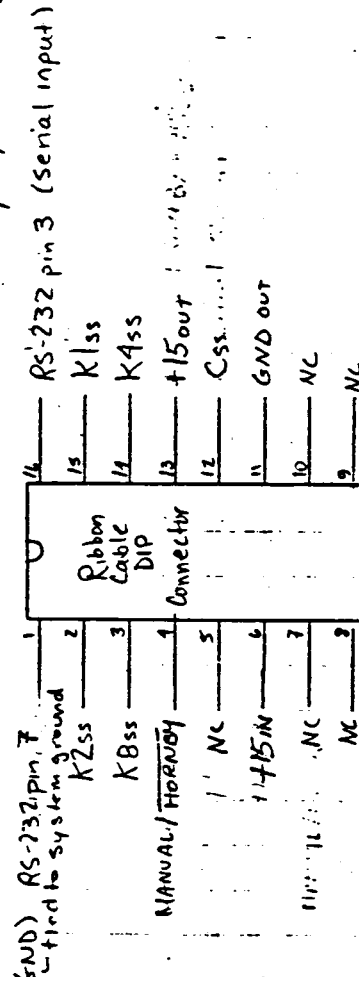 GND) RS-232 pin 7
tied to system ground
K2ss
K8ss
MANUAL/HORNOY
NC
+15IN
NC
NC
1
2
3
4
5
6
7
8
Ribbon
Cable
DIP
Connector
16
15
14
13
12
11
10
9
RS-232 pin 3 (serial input)
K1ss
K4ss
+15out
Css
GND OUT
NC
NC